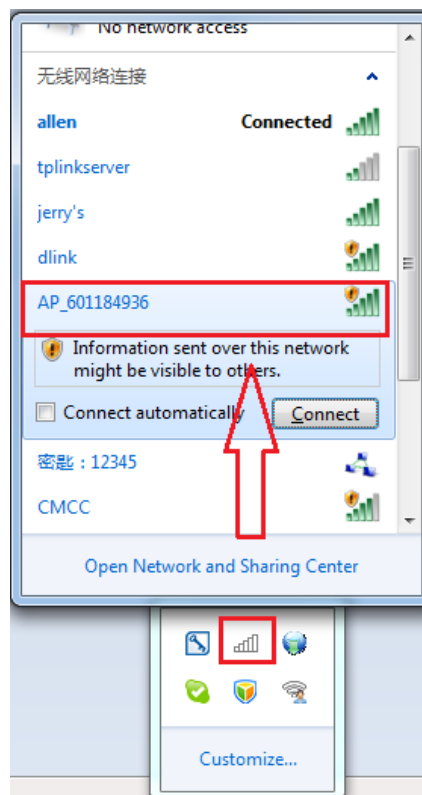 No network access
无线网络连接
allen Connected
tplinkserver
jerry's
dlink
AP_601184936
Information sent over this network
might be visible to others.
Connect automatically Connect
密匙：12345
CMCC
Open Network and Sharing Center
Customize...